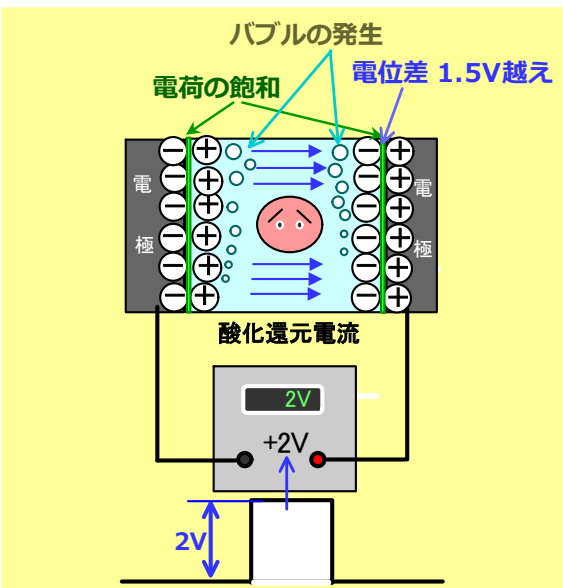 バブルの発生
電位差 1.5V越え
電荷の飽和
− + − +
電 − + − + 電
− + − +
極 − + − + 極
− + − +
− + − +
酸化還元電流
2V
+2V
2V